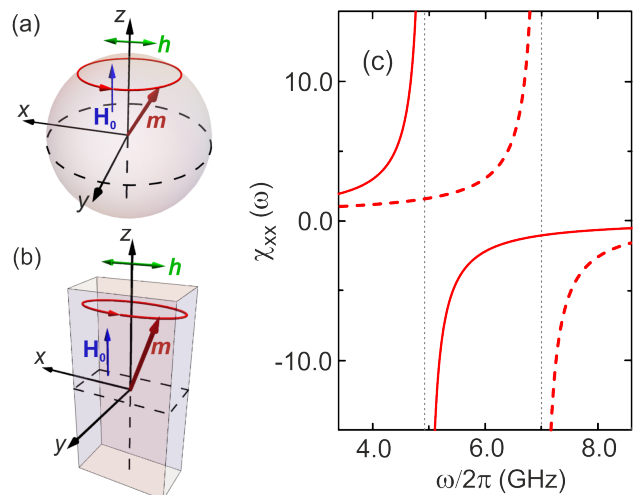 (a)
z
h
H₀
m
x
y
(b)
z
h
H₀
m
x
y
(c)
10.0
0.0
-10.0
χxx (ω)
4.0 6.0 8.0
ω/2π (GHz)